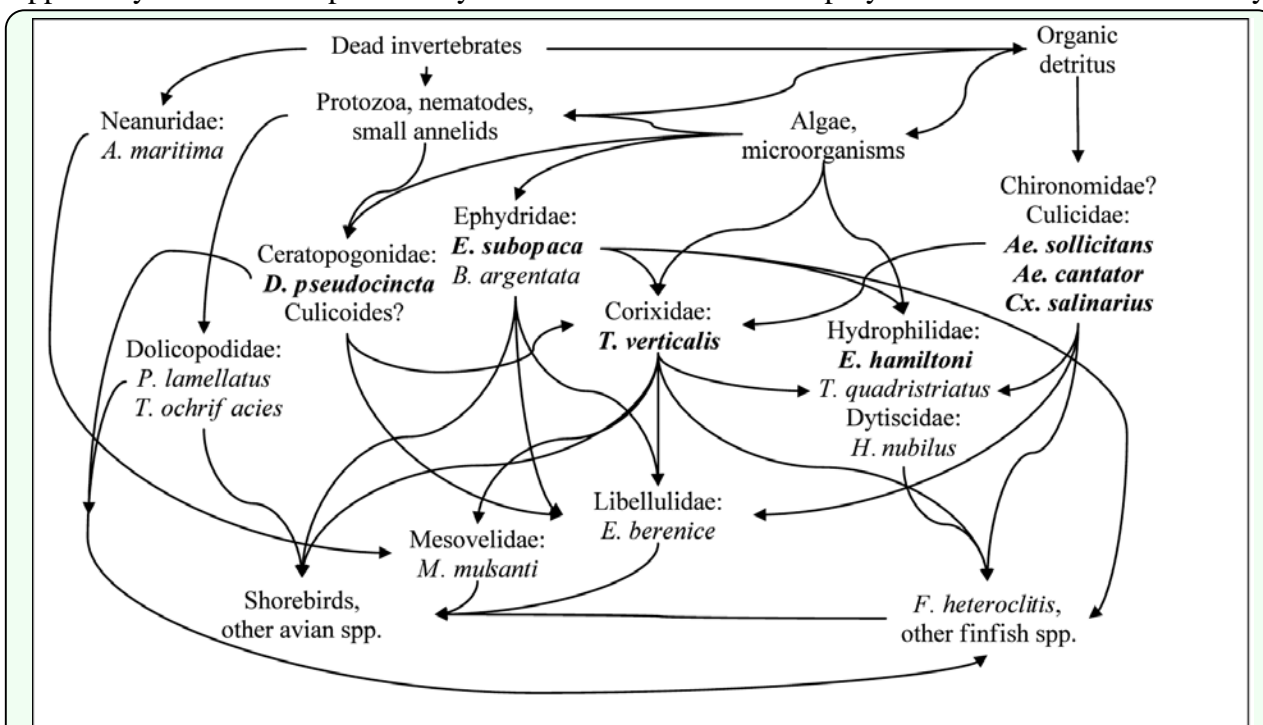 Dead invertebrates
Organic
detritus
Protozoa, nematodes,
small annelids
Neanuridae:
A. maritima
Algae,
microorganisms
Chironomidae?
Culicidae:
Ae. sollicitans
Ae. cantator
Cx. salinarius
Ephydridae:
E. subopaca
B. argentata
Ceratopogonidae:
D. pseudocincta
Culicoides?
Corixidae:
T. verticalis
Hydrophilidae:
E. hamiltoni
T. quadristriatus
Dytiscidae:
H. nubilus
Dolicopodidae:
P. lamellatus
T. ochrif acies
Libellulidae:
E. berenice
Mesovelidae:
M. mulsanti
Shorebirds,
other avian spp.
F. heteroclitis,
other finfish spp.